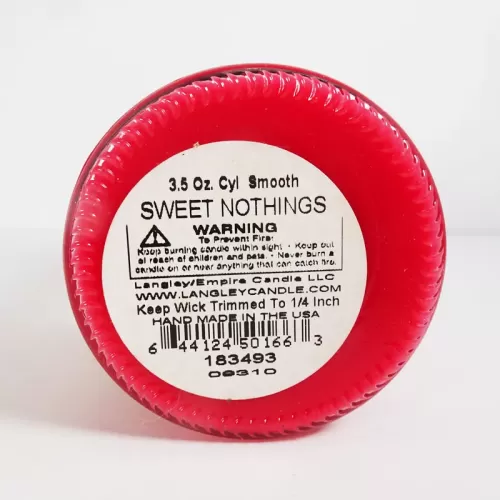 3.5 Oz. Cyl Smooth
SWEET NOTHINGS
WARNING
To Prevent Fire:
Keep burning candle within sight • Keep out
of reach of children and pets. • Never burn a
candle on or near anything that can catch fire.
Langley/Empire Candle LLC
WWW.LANGLEYCANDLE.COM
Keep Wick Trimmed To 1/4 Inch
HAND MADE IN THE USA
6 44124 50166 3
183493
09310